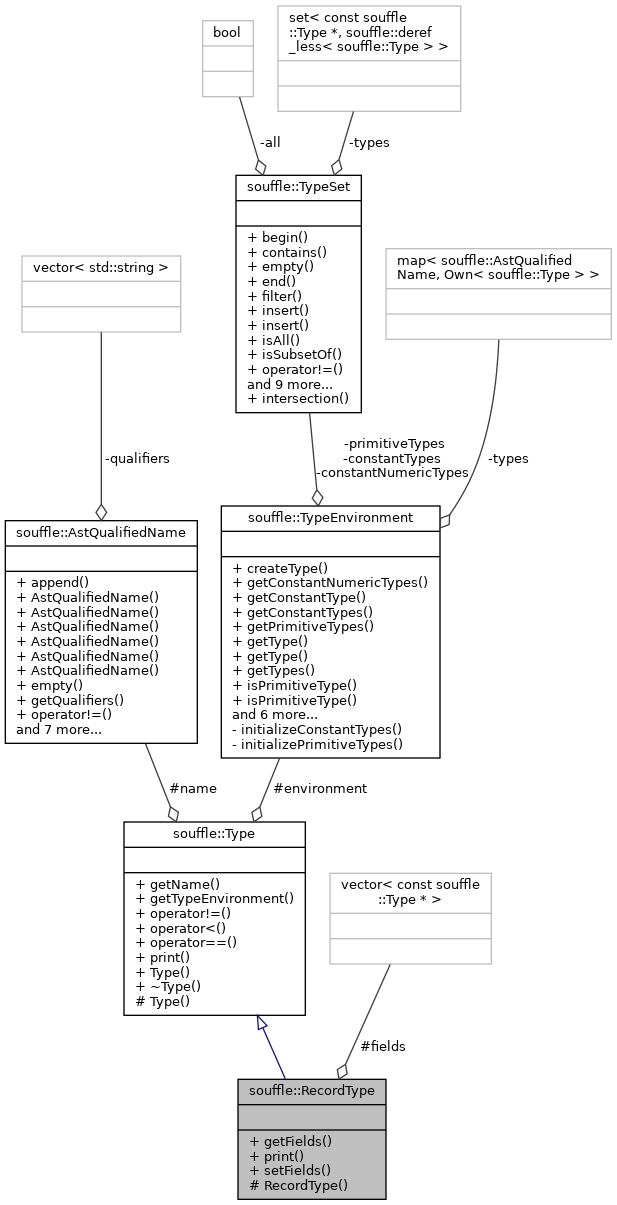 bool
set< const souffle
::Type *, souffle::deref
_less< souffle::Type > >
-all
-types
souffle::TypeSet
+ begin()
+ contains()
+ empty()
+ end()
+ filter()
+ insert()
+ insert()
+ isAll()
+ isSubsetOf()
+ operator!=()
and 9 more...
+ intersection()
vector< std::string >
map< souffle::AstQualified
Name, Own< souffle::Type > >
-qualifiers
-primitiveTypes
-constantTypes
-constantNumericTypes
-types
souffle::AstQualifiedName
+ append()
+ AstQualifiedName()
+ AstQualifiedName()
+ AstQualifiedName()
+ AstQualifiedName()
+ AstQualifiedName()
+ AstQualifiedName()
+ empty()
+ getQualifiers()
+ operator!=()
and 7 more...
souffle::TypeEnvironment
+ createType()
+ getConstantNumericTypes()
+ getConstantType()
+ getConstantTypes()
+ getPrimitiveTypes()
+ getType()
+ getType()
+ getTypes()
+ isPrimitiveType()
+ isPrimitiveType()
and 6 more...
- initializeConstantTypes()
- initializePrimitiveTypes()
#name
#environment
souffle::Type
+ getName()
+ getTypeEnvironment()
+ operator!=()
+ operator<()
+ operator==()
+ print()
+ Type()
+ ~Type()
# Type()
vector< const souffle
::Type * >
#fields
souffle::RecordType
+ getFields()
+ print()
+ setFields()
# RecordType()